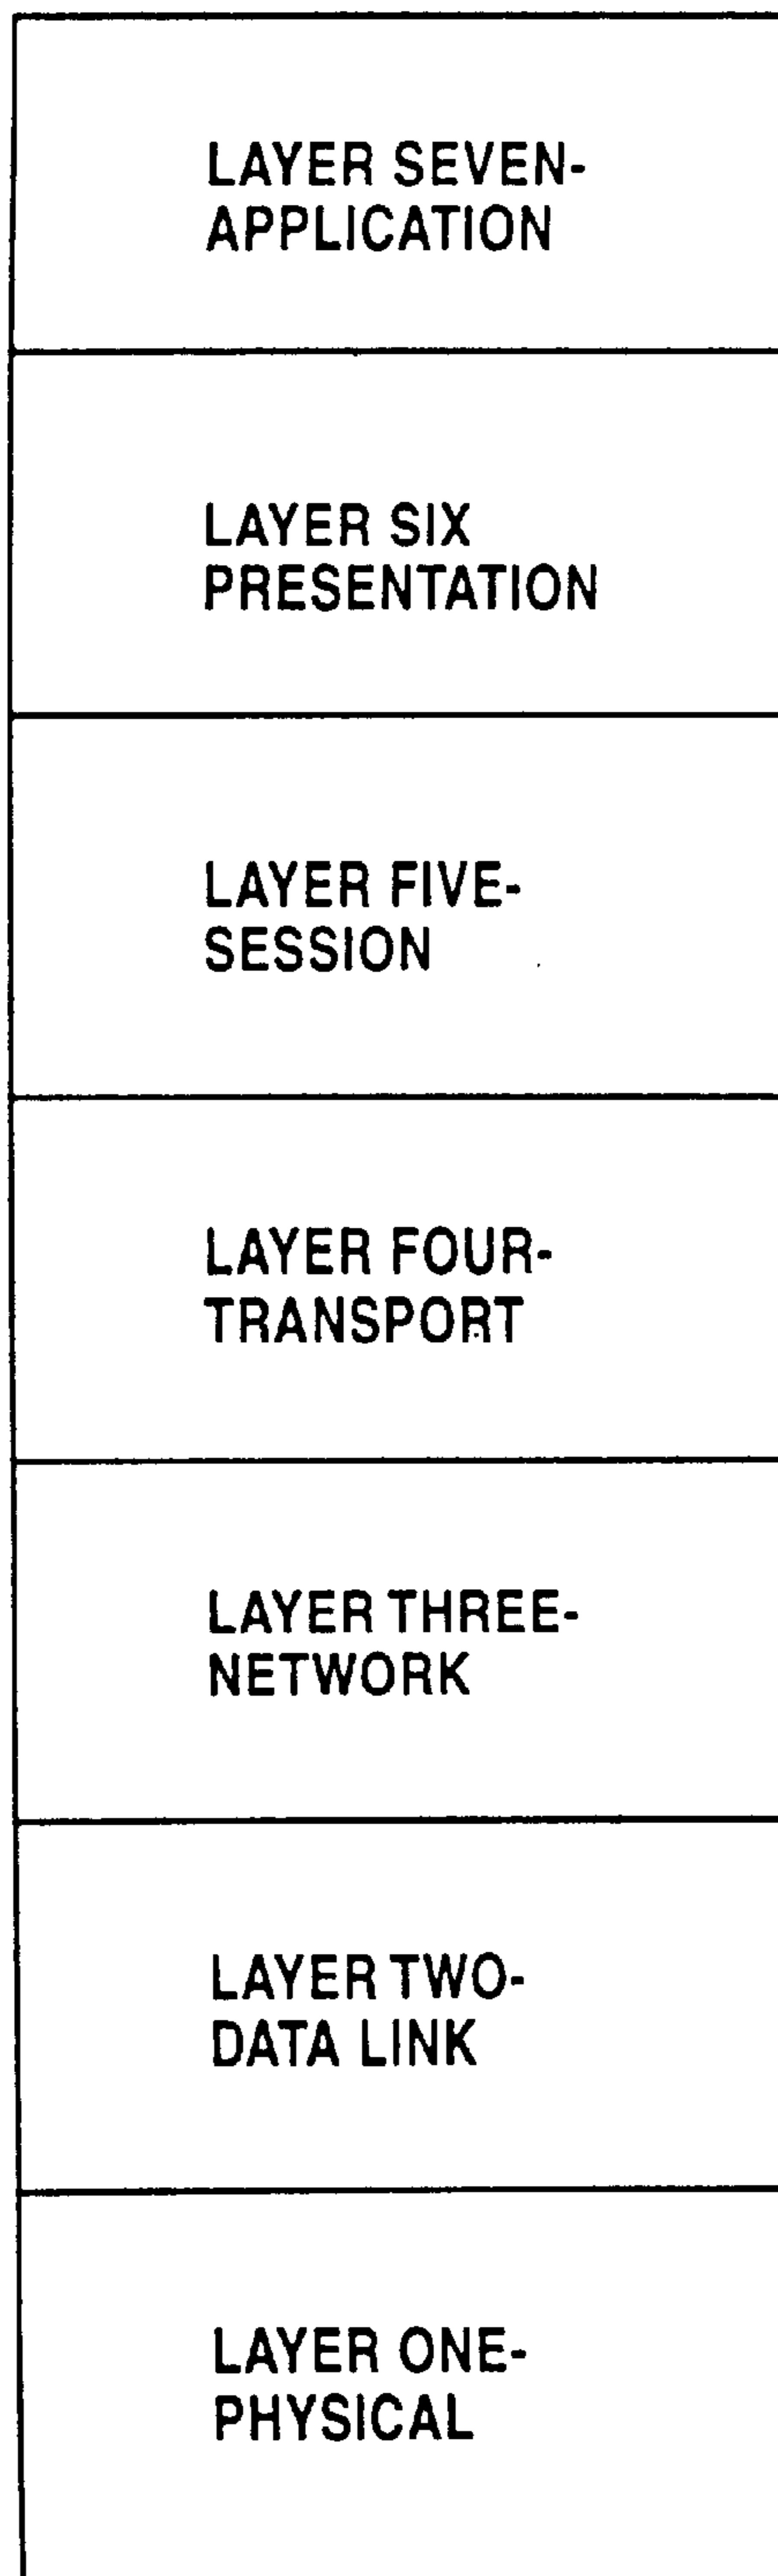 LAYER SEVEN-
APPLICATION
LAYER SIX
PRESENTATION
LAYER FIVE-
SESSION
LAYER FOUR-
TRANSPORT
LAYER THREE-
NETWORK
LAYER TWO-
DATA LINK
LAYER ONE-
PHYSICAL